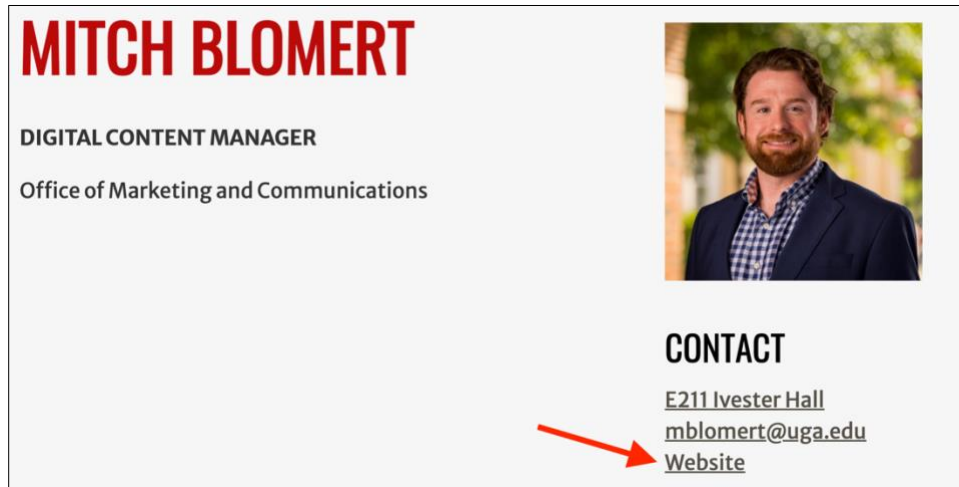 MITCH BLOMERT
DIGITAL CONTENT MANAGER
Office of Marketing and Communications
CONTACT
E211 Ivester Hall
mblomert@uga.edu
Website